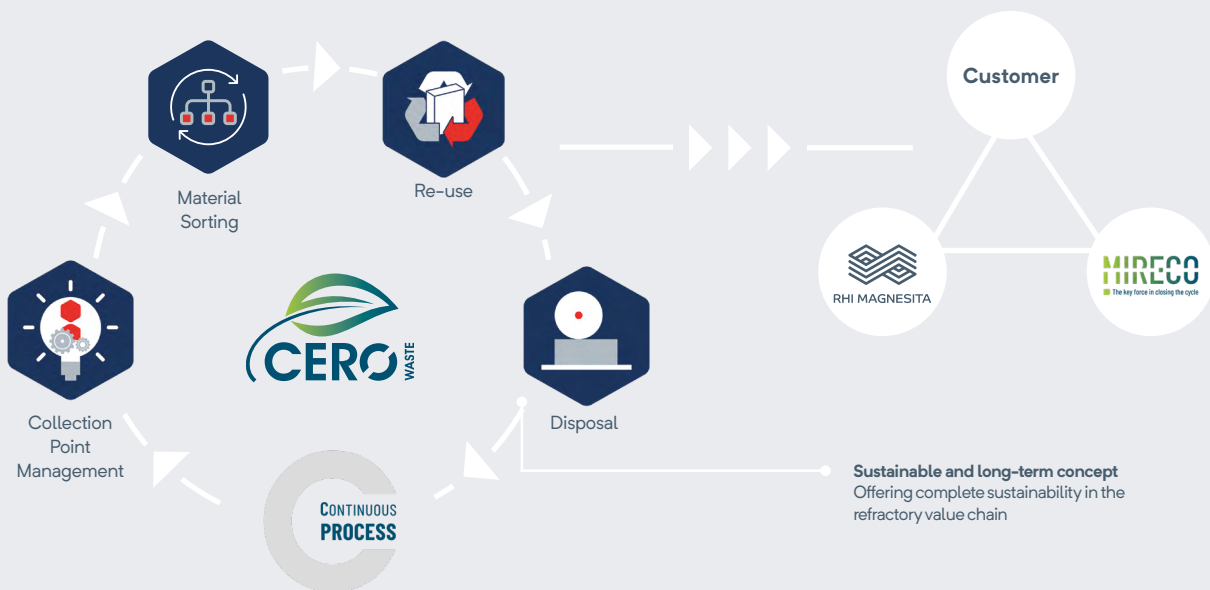 Customer
Material
Sorting
Re-use
RHI MAGNESITA
MIRECO
The key force in closing the cycle
CERO
WASTE
Collection
Point
Management
Disposal
CONTINUOUS
PROCESS
Sustainable and long-term concept
Offering complete sustainability in the
refractory value chain